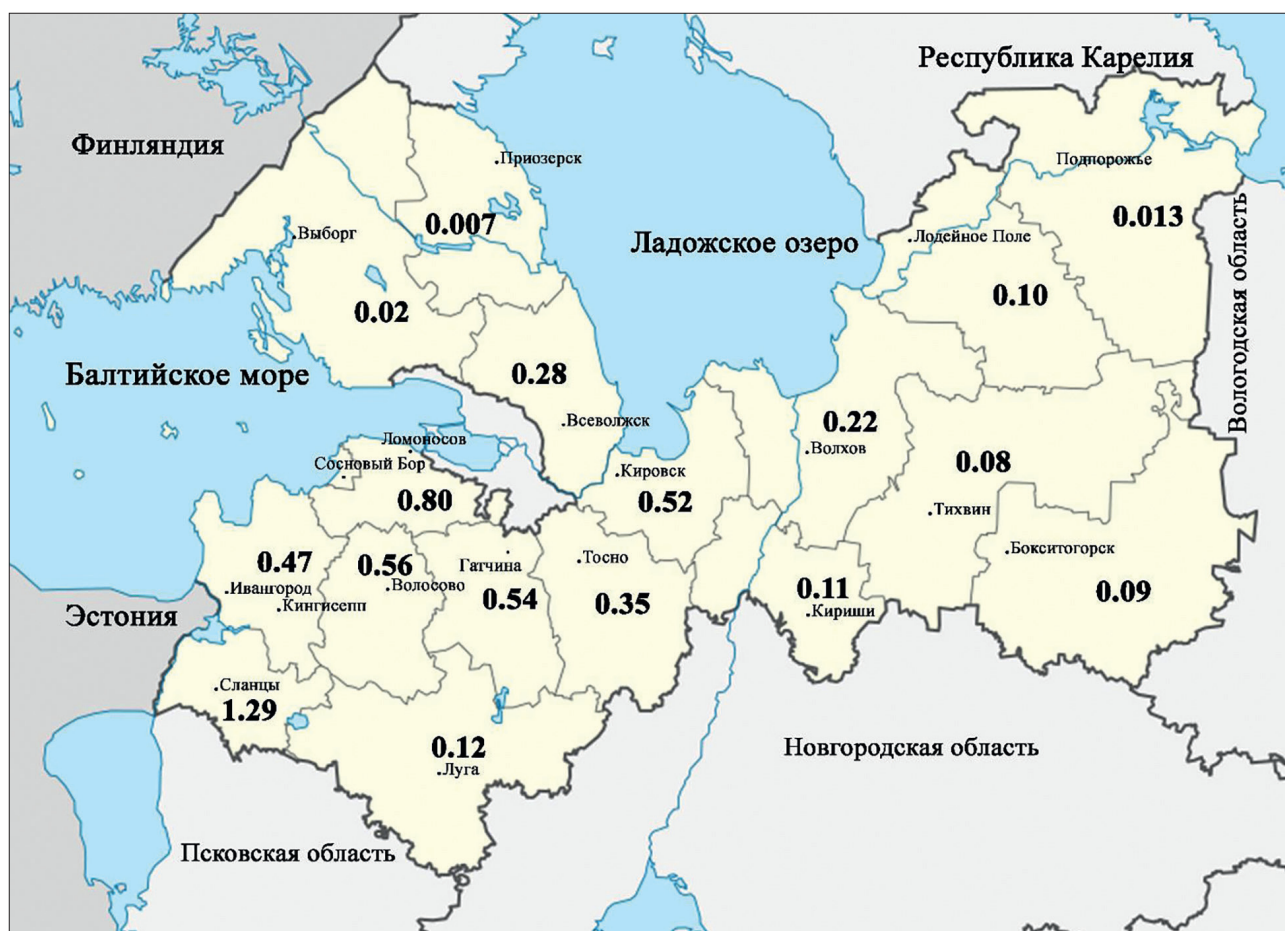 Республика Карелия
Финляндия
Приозерск
Подпорожье
0.007
0.013
Выборг
Ладожское озеро
Лодейное Поле
Вологодская область
0.02
0.10
Балтийское море
0.28
Всеволжск
0.22
Ломоносов
Волхов
Сосновый Бор
Кировск
0.08
0.80
0.52
Тихвин
0.47
0.56
Гатчина
Тосно
Бокситогорск
Ивангород
Волосово
0.54
0.35
0.11
0.09
Эстония
Кингисепп
Кириши
Сланцы
1.29
0.12
Луга
Новгородская область
Псковская область